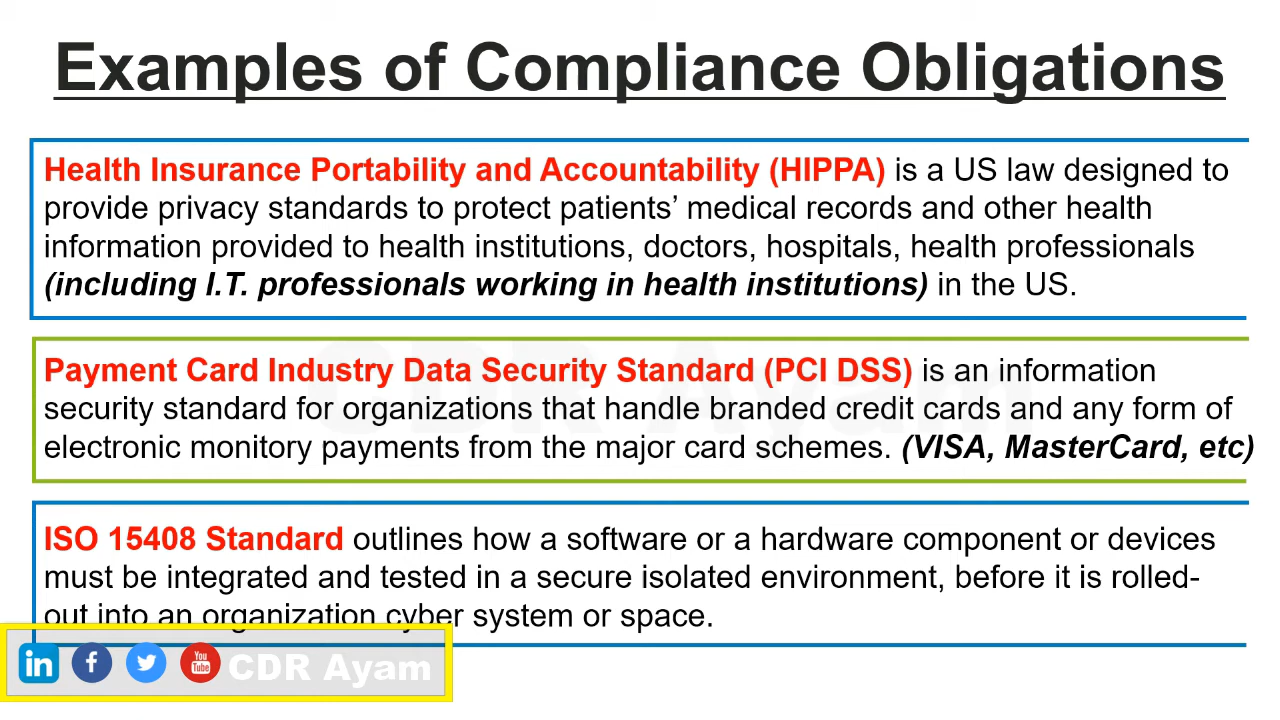 Examples of Compliance Obligations
Health Insurance Portability and Accountability (HIPPA) is a US law designed to
provide privacy standards to protect patients’ medical records and other health
information provided to health institutions, doctors, hospitals, health professionals
(including I.T. professionals working in health institutions) in the US.
Payment Card Industry Data Security Standard (PCI DSS) is an information
security standard for organizations that handle branded credit cards and any form of
electronic monitory payments from the major card schemes. (VISA, MasterCard, etc)
ISO 15408 Standard outlines how a software or a hardware component or devices
must be integrated and tested in a secure isolated environment, before it is rolled-
out into an organization cyber system or space.
in f You Tube CDR Ayam
CDR Ayam